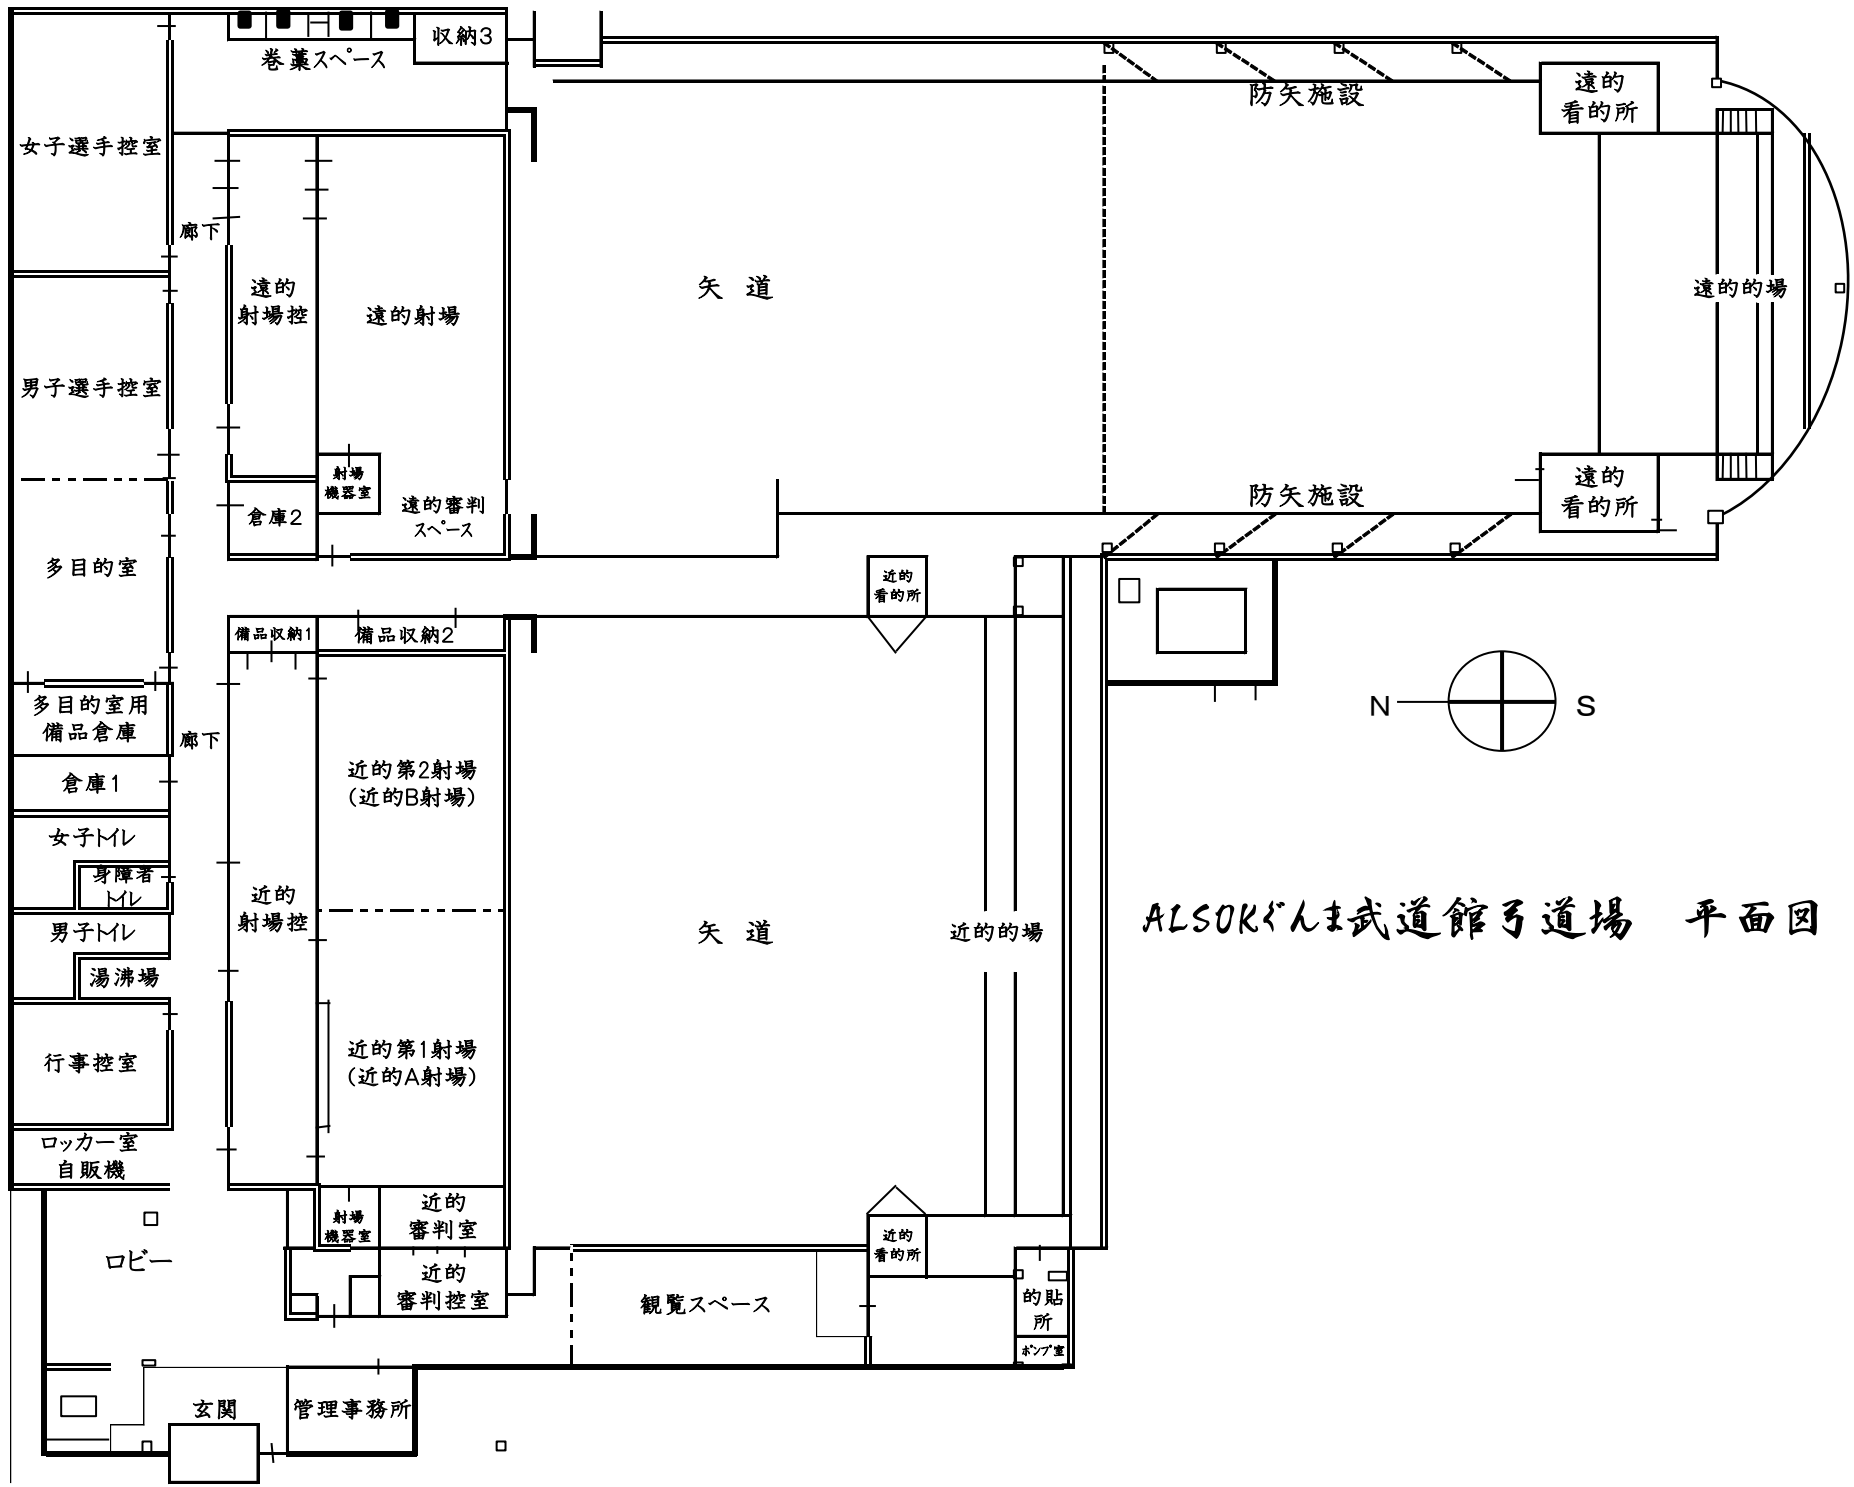 巻藁スペース
収納3
女子選手控室
廊下
遠的
射場控
遠的射場
矢 道
防矢施設
遠的
看的所
遠的的場
男子選手控室
射場
機器室
倉庫2
遠的審判
スペース
防矢施設
遠的
看的所
多目的室
近的
看的所
備品収納1
備品収納2
N
S
多目的室用
備品倉庫
廊下
倉庫1
近的第2射場
(近的B射場)
女子トイレ
身障者
トイレ
近的
射場控
矢 道
近的的場
ALSOKぐんま武道館弓道場 平面図
男子トイレ
湯沸場
行事控室
近的第1射場
(近的A射場)
ロッカー室
自販機
射場
機器室
近的
審判室
近的
看的所
ロビー
近的
審判控室
観覧スペース
的貼
所
ポンプ室
玄関
管理事務所